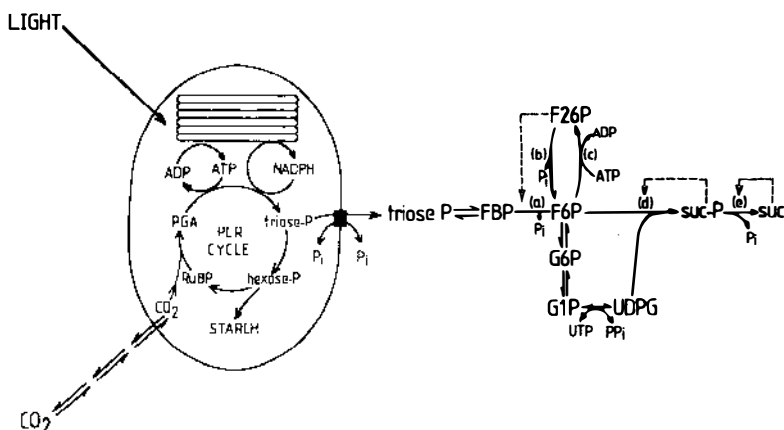 LIGHT
ADP
ATP
NADPH
PGA
triose-P
PCR
CYCLE
RuBP
hexose-P
CO2
STARCH
Pi
Pi
CO2
F26P
ADP
(b)
(c)
Pi
ATP
triose P
FBP
(a)
F6P
(d)
suc-P
(e)
suc
Pi
Pi
G6P
G1P
UDPG
UTP
PPi